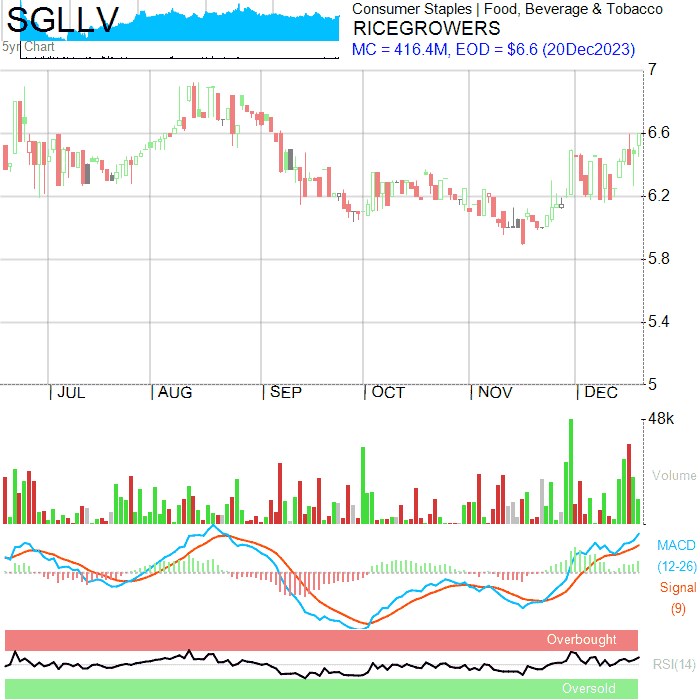 SGLLV
5yr Chart
Consumer Staples | Food, Beverage & Tobacco
RICEGROWERS
MC = 416.4M, EOD = $6.6 (20Dec2023)
7
6.6
6.2
5.8
5.4
5
JUL AUG SEP OCT NOV DEC
48k
Volume
MACD
(12-26)
Signal
(9)
Overbought
RSI(14)
Oversold